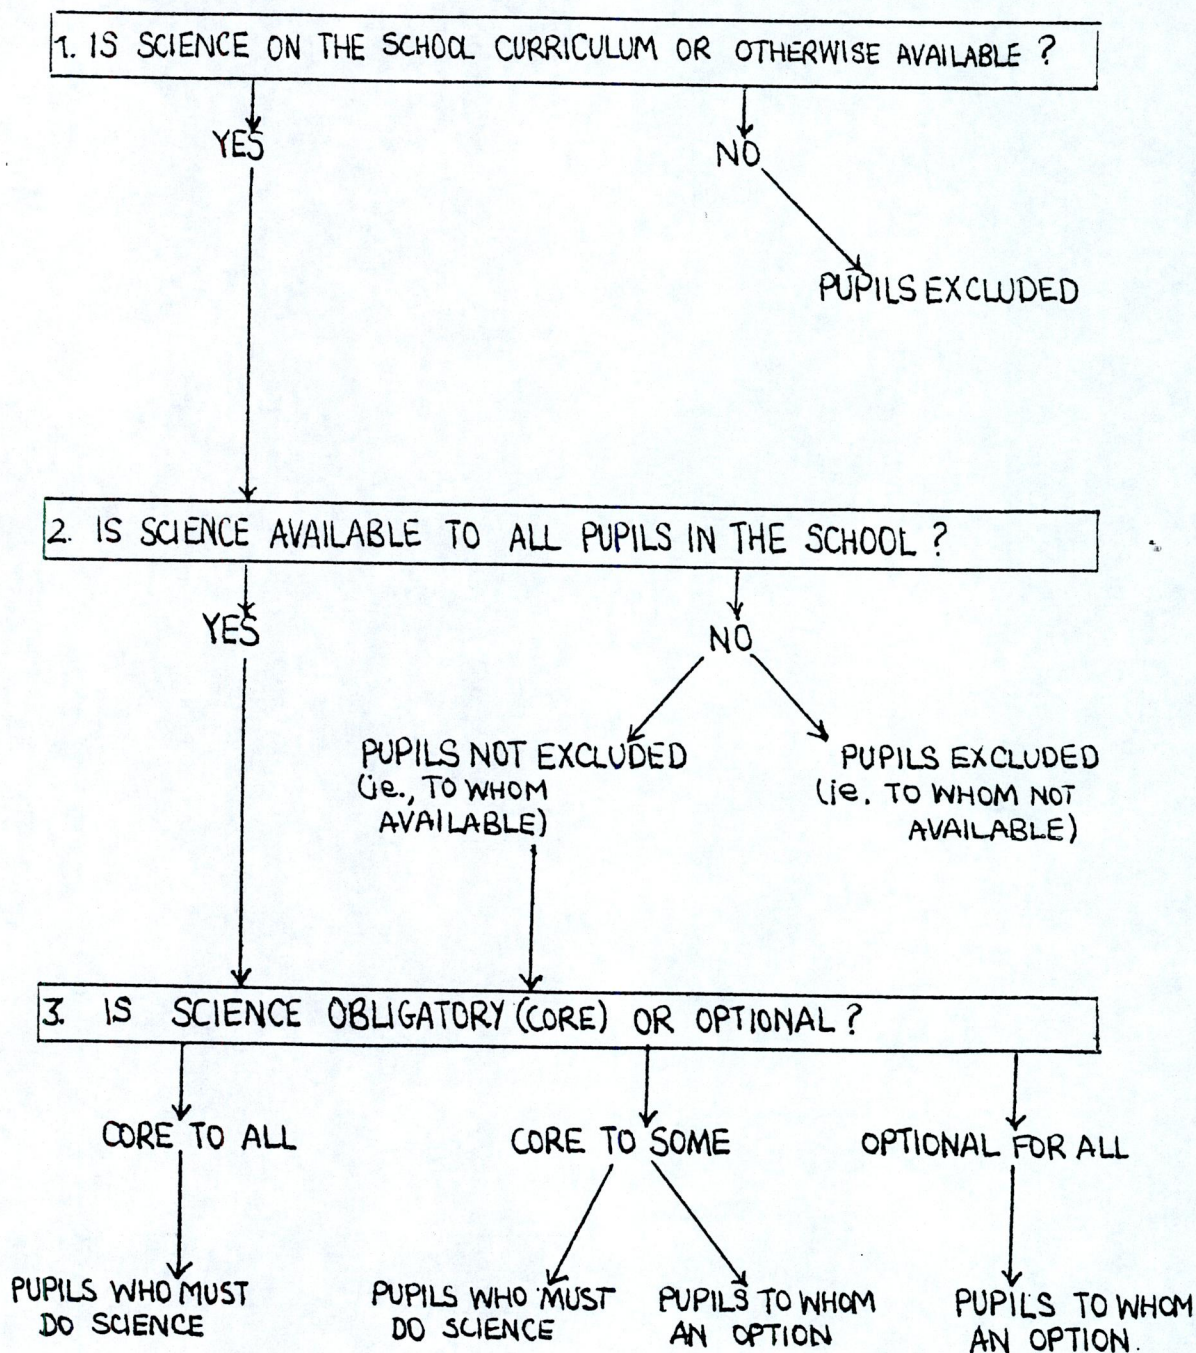 1. IS SCIENCE ON THE SCHOOL CURRICULUM OR OTHERWISE AVAILABLE ?
YES
NO
PUPILS EXCLUDED
2. IS SCIENCE AVAILABLE TO ALL PUPILS IN THE SCHOOL ?
YES
NO
PUPILS NOT EXCLUDED
(ie., TO WHOM
AVAILABLE)
PUPILS EXCLUDED
(ie. TO WHOM NOT
AVAILABLE)
3. IS SCIENCE OBLIGATORY (CORE) OR OPTIONAL ?
CORE TO ALL
CORE TO SOME
OPTIONAL FOR ALL
PUPILS WHO MUST
DO SCIENCE
PUPILS WHO MUST
DO SCIENCE
PUPILS TO WHOM
AN OPTION
PUPILS TO WHOM
AN OPTION.